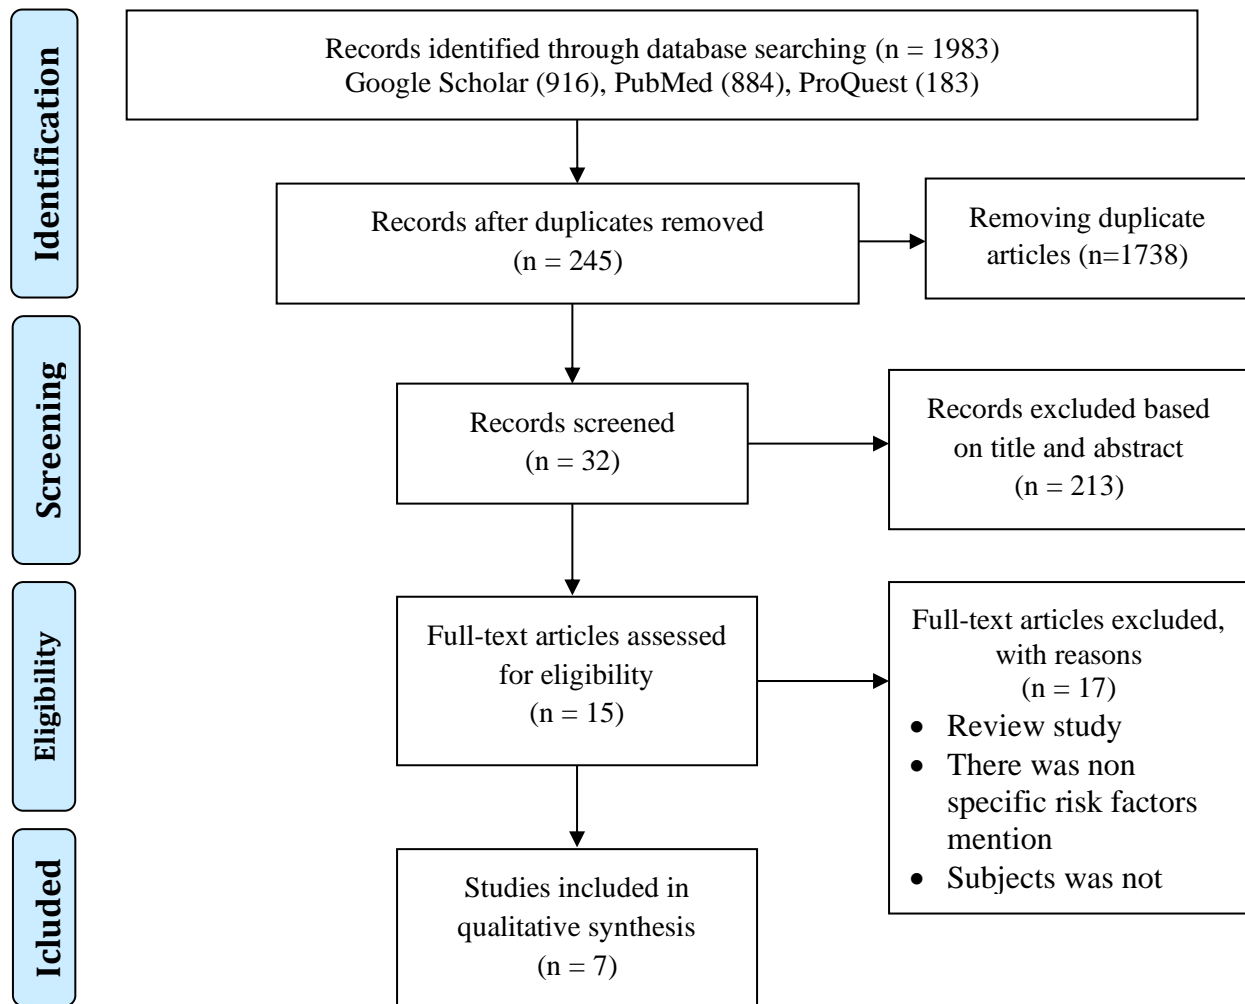 Identification
Records identified through database searching (n = 1983)
Google Scholar (916), PubMed (884), ProQuest (183)
Records after duplicates removed
(n = 245)
Removing duplicate
articles (n=1738)
Screening
Records screened
(n = 32)
Records excluded based
on title and abstract
(n = 213)
Eligibility
Full-text articles assessed
for eligibility
(n = 15)
Full-text articles excluded,
with reasons
(n = 17)
• Review study
• There was non
specific risk factors
mention
• Subjects was not
Icluded
Studies included in
qualitative synthesis
(n = 7)